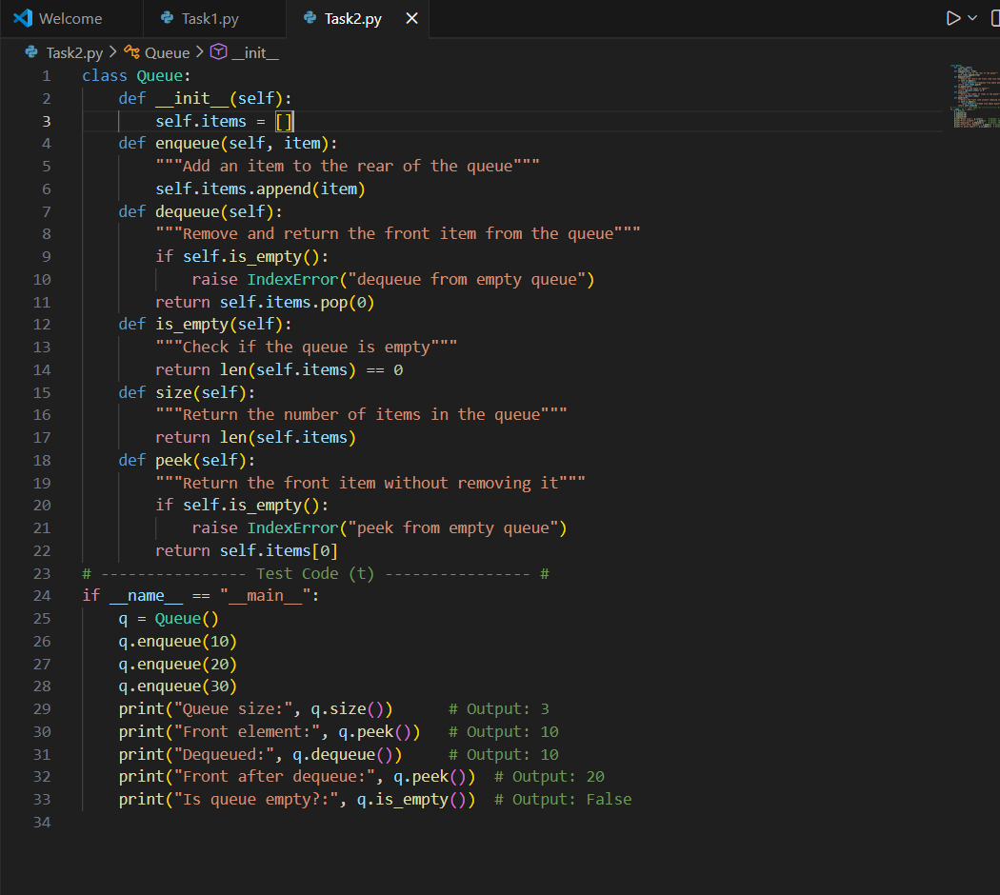 Welcome
Task1.py
Task2.py
Task2.py > Queue > __init__
1 class Queue:
2     def __init__(self):
3         self.items = []
4     def enqueue(self, item):
5         """Add an item to the rear of the queue"""
6         self.items.append(item)
7     def dequeue(self):
8         """Remove and return the front item from the queue"""
9         if self.is_empty():
10             raise IndexError("dequeue from empty queue")
11         return self.items.pop(0)
12     def is_empty(self):
13         """Check if the queue is empty"""
14         return len(self.items) == 0
15     def size(self):
16         """Return the number of items in the queue"""
17         return len(self.items)
18     def peek(self):
19         """Return the front item without removing it"""
20         if self.is_empty():
21             raise IndexError("peek from empty queue")
22         return self.items[0]
23 # ---------------- Test Code (t) ---------------- #
24 if __name__ == "__main__":
25     q = Queue()
26     q.enqueue(10)
27     q.enqueue(20)
28     q.enqueue(30)
29     print("Queue size:", q.size())      # Output: 3
30     print("Front element:", q.peek())   # Output: 10
31     print("Dequeued:", q.dequeue())     # Output: 10
32     print("Front after dequeue:", q.peek())  # Output: 20
33     print("Is queue empty?:", q.is_empty())  # Output: False
34